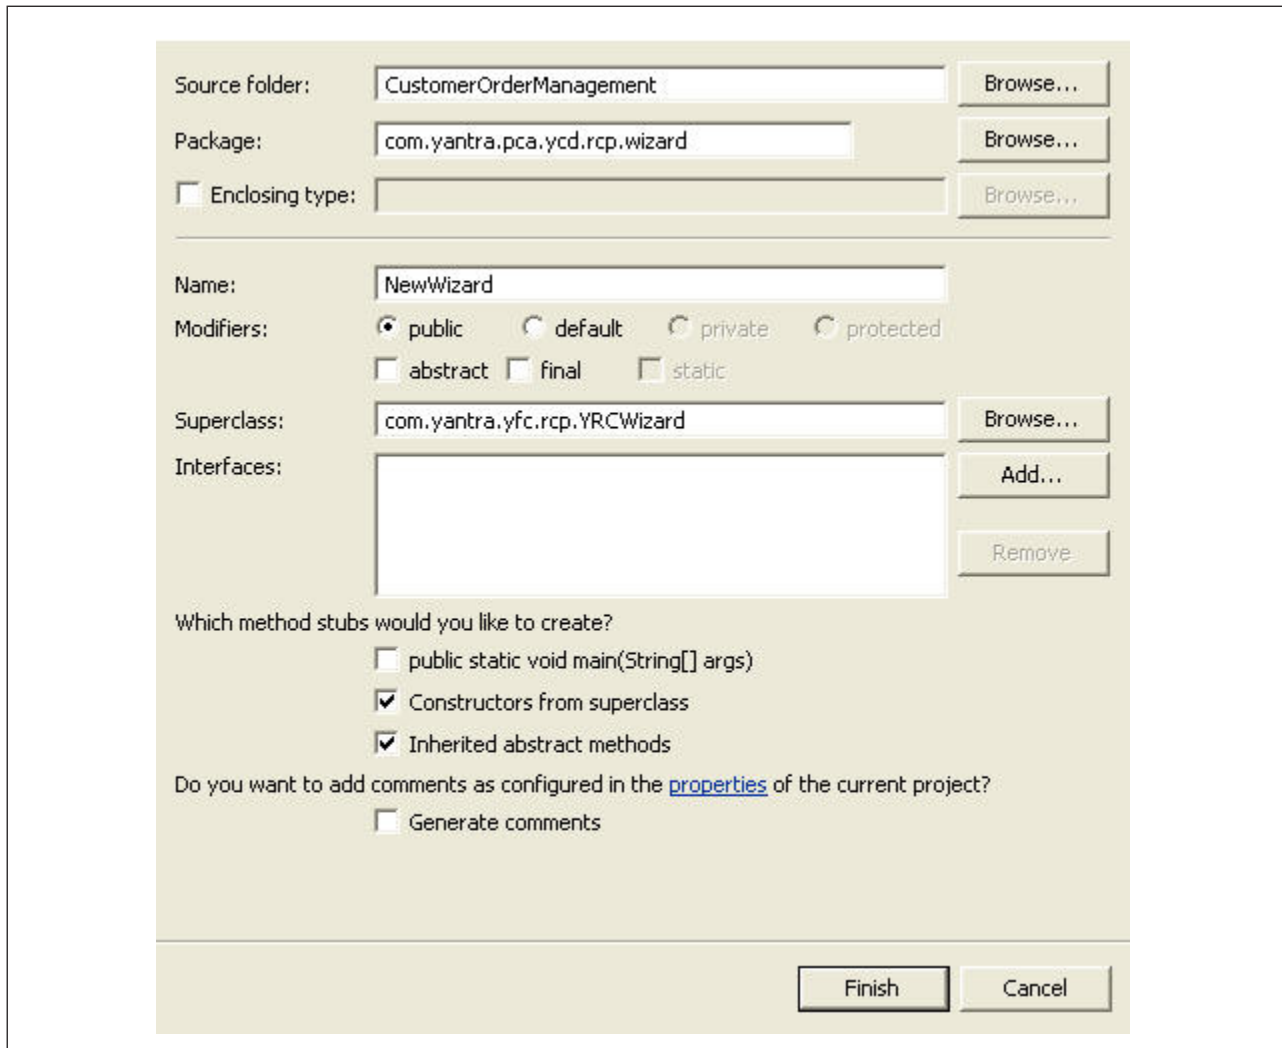 Source folder: CustomerOrderManagement Browse...
Package: com.yantra.pca.ycd.rcp.wizard Browse...
Enclosing type: Browse...
Name: NewWizard
Modifiers: public default private protected
abstract final static
Superclass: com.yantra.yfc.rcp.YRCWizard Browse...
Interfaces: Add...
Remove
Which method stubs would you like to create?
public static void main(String[] args)
Constructors from superclass
Inherited abstract methods
Do you want to add comments as configured in the properties of the current project?
Generate comments
Finish Cancel